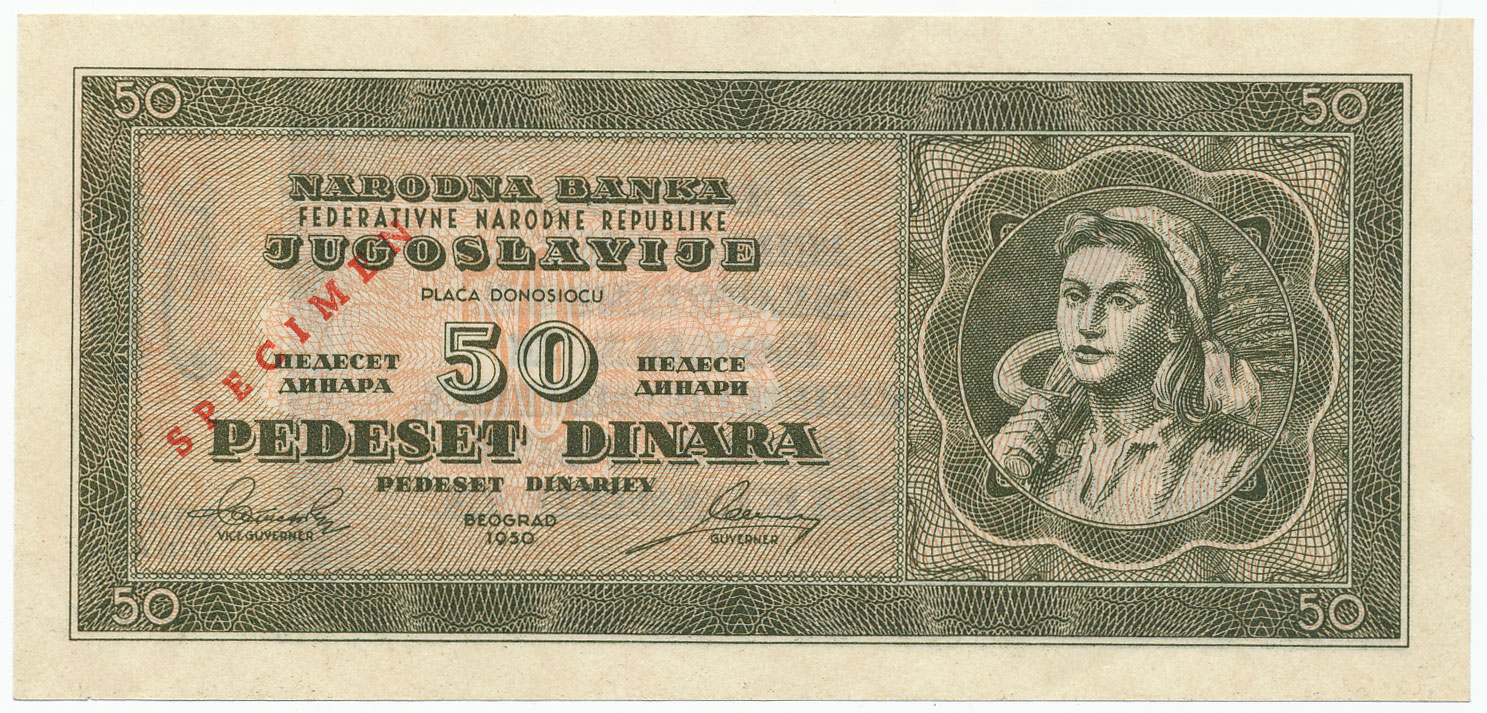 50
50
NARODNA BANKA
FEDERATIVNE NARODNE REPUBLIKE
JUGOSLAVIJE
PLAĆA DONOSIOCU
SPECIMEN
ПЕДЕСЕТ
ДИНАРА
50
ПЕДЕСЕ
ДИНАРИ
PEDESET DINARA
PEDESET DINARJEV
VICEGUVERNER
BEOGRAD
1950
GUVERNER
50
50